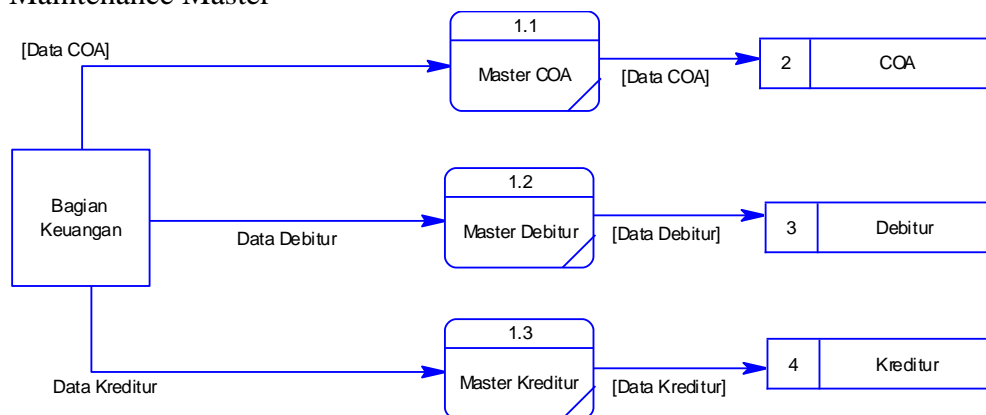 Maintenance Master
[Data COA]
1.1
Master COA
[Data COA]
2
COA
Bagian
Keuangan
Data Debitur
1.2
Master Debitur
[Data Debitur]
3
Debitur
Data Kreditur
1.3
Master Kreditur
[Data Kreditur]
4
Kreditur